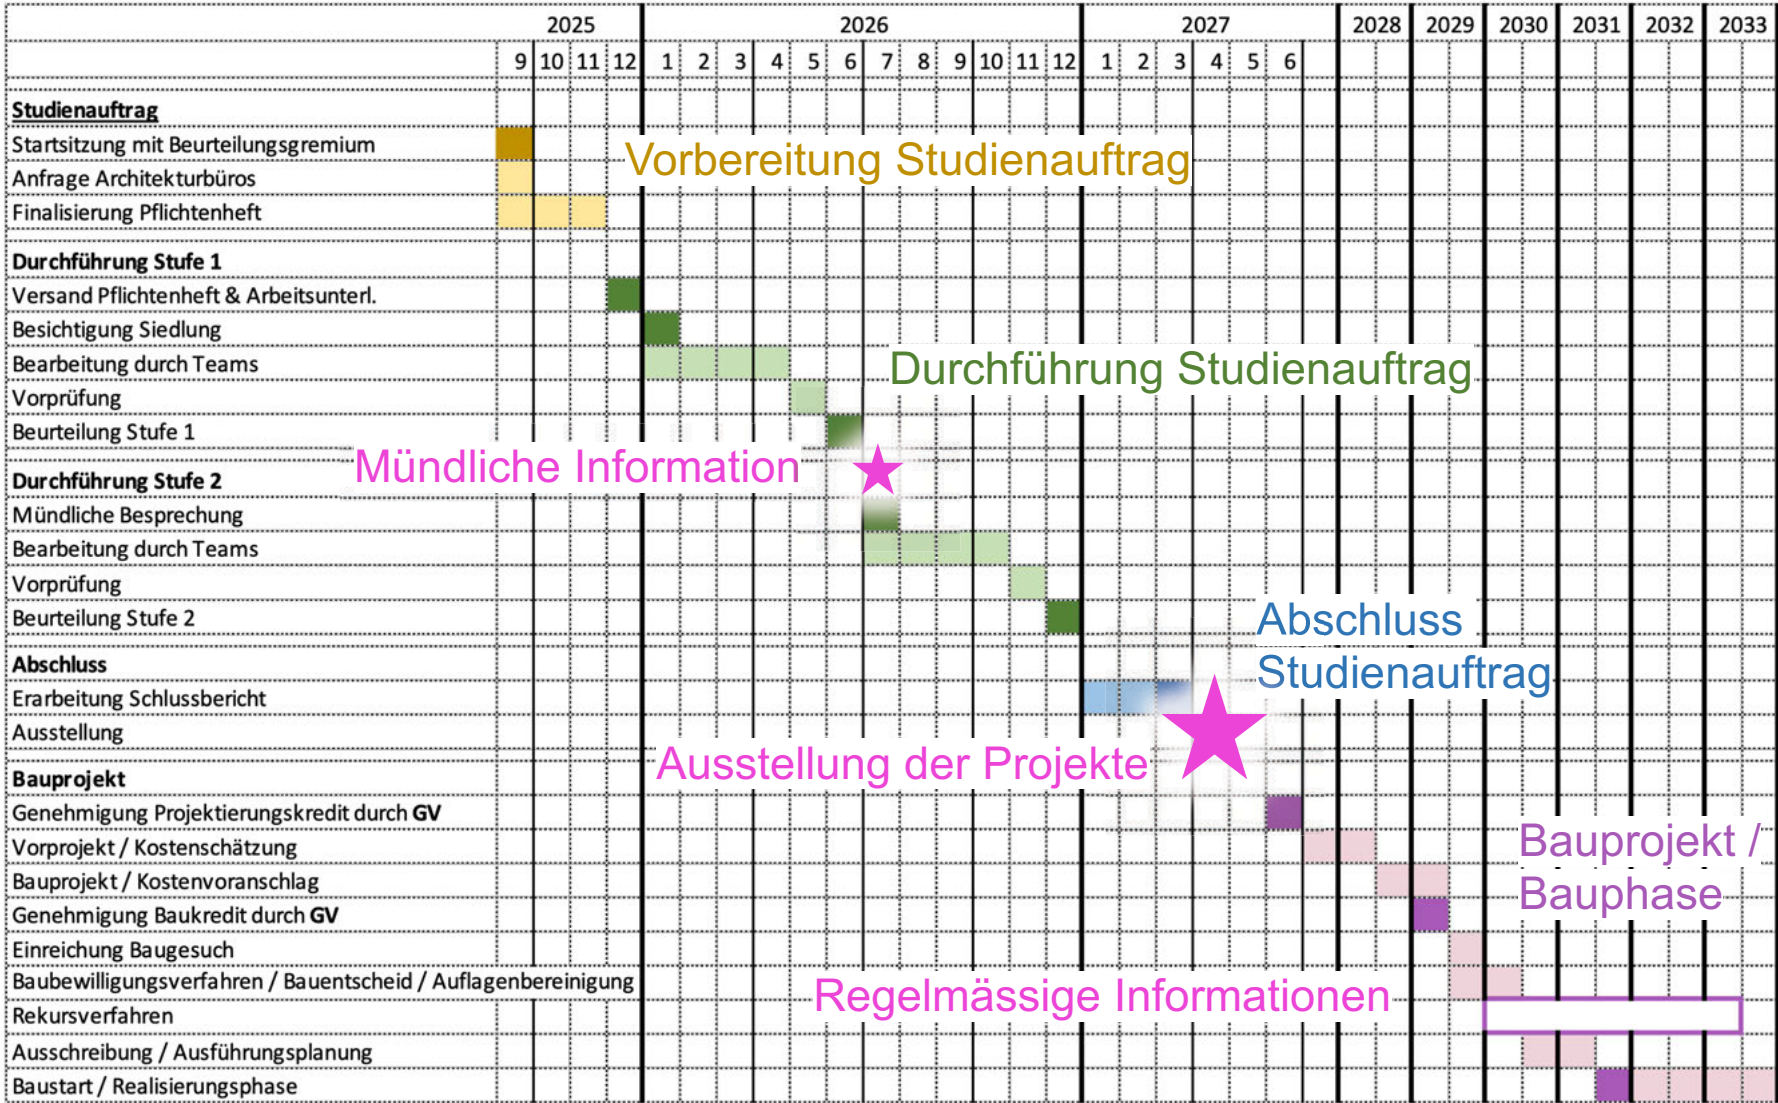 2025 2026 2027 2028 2029 2030 2031 2032 2033
9 10 11 12 1 2 3 4 5 6 7 8 9 10 11 12 1 2 3 4 5 6
Studienauftrag
Startsitzung mit Beurteilungsgremium
Vorbereitung Studienauftrag
Anfrage Architekturbüros
Finalisierung Pflichtenheft
Durchführung Stufe 1
Versand Pflichtenheft & Arbeitsunterl.
Besichtigung Siedlung
Bearbeitung durch Teams
Durchführung Studienauftrag
Vorprüfung
Beurteilung Stufe 1
Mündliche Information
Durchführung Stufe 2
Mündliche Besprechung
Bearbeitung durch Teams
Vorprüfung
Beurteilung Stufe 2
Abschluss
Studienauftrag
Abschluss
Erarbeitung Schlussbericht
Ausstellung
Ausstellung der Projekte
Bauprojekt
Genehmigung Projektierungskredit durch GV
Vorprojekt / Kostenschätzung
Bauprojekt /
Bauphase
Bauprojekt / Kostenvoranschlag
Genehmigung Baukredit durch GV
Einreichung Baugesuch
Baubewilligungsverfahren / Bauentscheid / Auflagenbereinigung
Regelmässige Informationen
Rekursverfahren
Ausschreibung / Ausführungsplanung
Baustart / Realisierungsphase